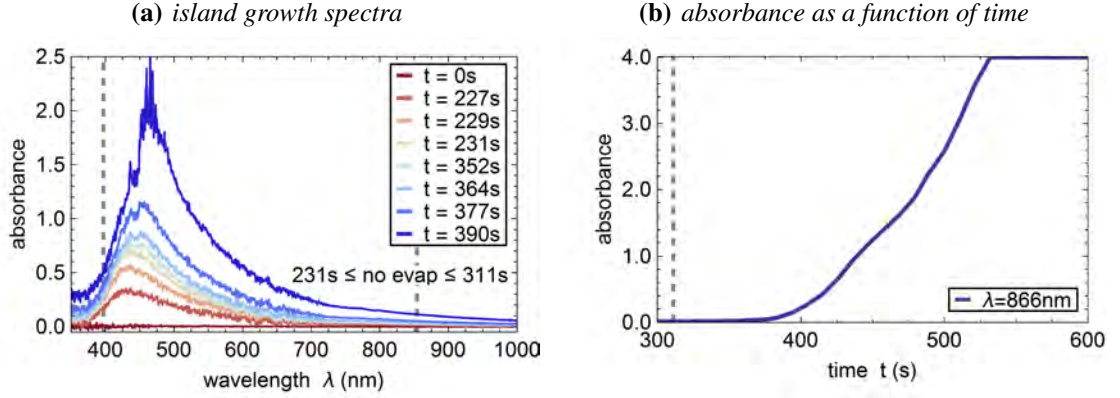 (a) island growth spectra
2.5
2.0
1.5
1.0
0.5
0.0
absorbance
400 500 600 700 800 900 1000
wavelength λ (nm)
t = 0s
t = 227s
t = 229s
t = 231s
t = 352s
t = 364s
t = 377s
t = 390s
231s ≤ no evap ≤ 311s
(b) absorbance as a function of time
4.0
3.0
2.0
1.0
0.0
absorbance
300 400 500 600
time t (s)
λ=866nm